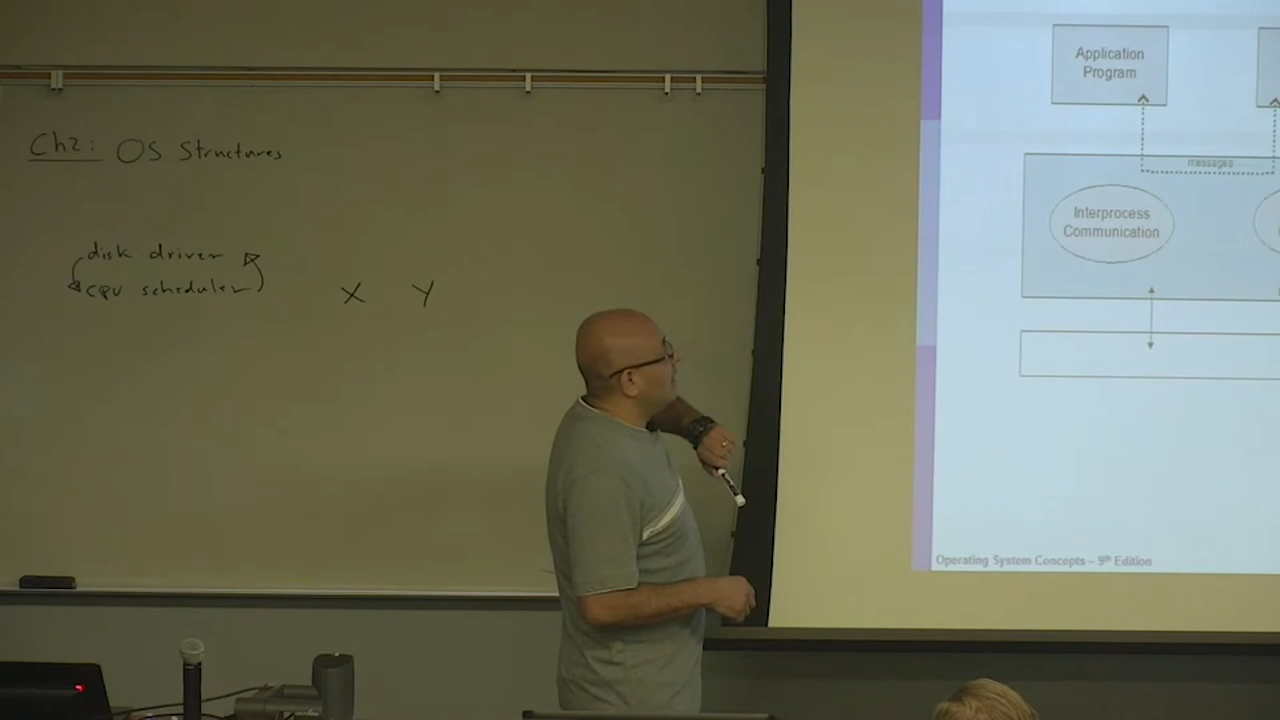 Ch2: OS Structures
disk driver
cpu scheduler
X Y
Application
Program
messages
Interprocess
Communication
Operating System Concepts – 9th Edition